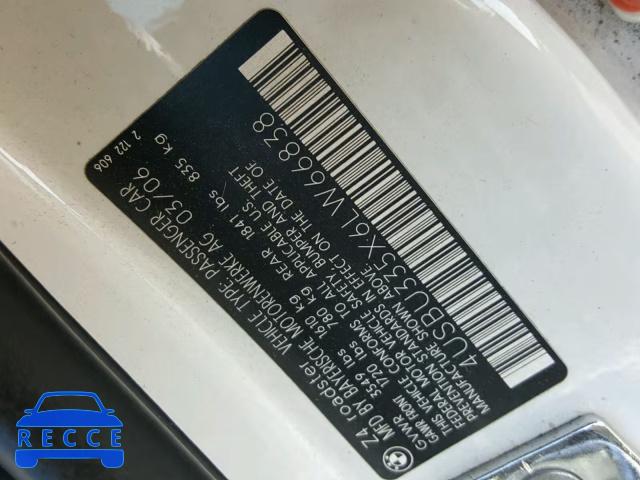 Z4 roadster VEHICLE TYPE: PASSENGER CAR 2 122 606
MFD BY BAYERISCHE MOTORENWERKE AG 03/06
GVWR 3549 lbs 1610 kg REAR 1841 lbs 835 kg
GAWR FRONT 1720 lbs 780 kg
THIS VEHICLE CONFORMS TO ALL APPLICABLE U.S.
FEDERAL MOTOR VEHICLE SAFETY, BUMPER AND THEFT
PREVENTION STANDARDS IN EFFECT ON THE DATE OF
MANUFACTURE SHOWN ABOVE.
4USBU335X6LW66838
RECCE